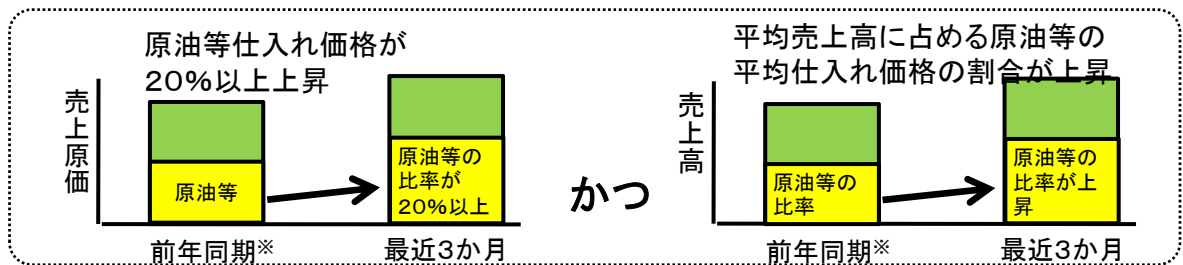 原油等仕入れ価格が
20%以上上昇
売上原価
原油等
原油等の
比率が
20%以上
前年同期※
最近3か月
かつ
平均売上高に占める原油等の
平均仕入れ価格の割合が上昇
売上高
原油等の
比率
原油等の
比率が上
昇
前年同期※
最近3か月